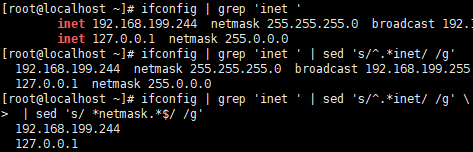 [root@localhost ~]# ifconfig | grep 'inet '
        inet 192.168.199.244  netmask 255.255.255.0  broadcast 192.1
        inet 127.0.0.1  netmask 255.0.0.0
[root@localhost ~]# ifconfig | grep 'inet ' | sed 's/^.*inet/ /g'
  192.168.199.244  netmask 255.255.255.0  broadcast 192.168.199.255
  127.0.0.1  netmask 255.0.0.0
[root@localhost ~]# ifconfig | grep 'inet ' | sed 's/^.*inet/ /g' \
>  | sed 's/ *netmask.*$/ /g'
  192.168.199.244
  127.0.0.1